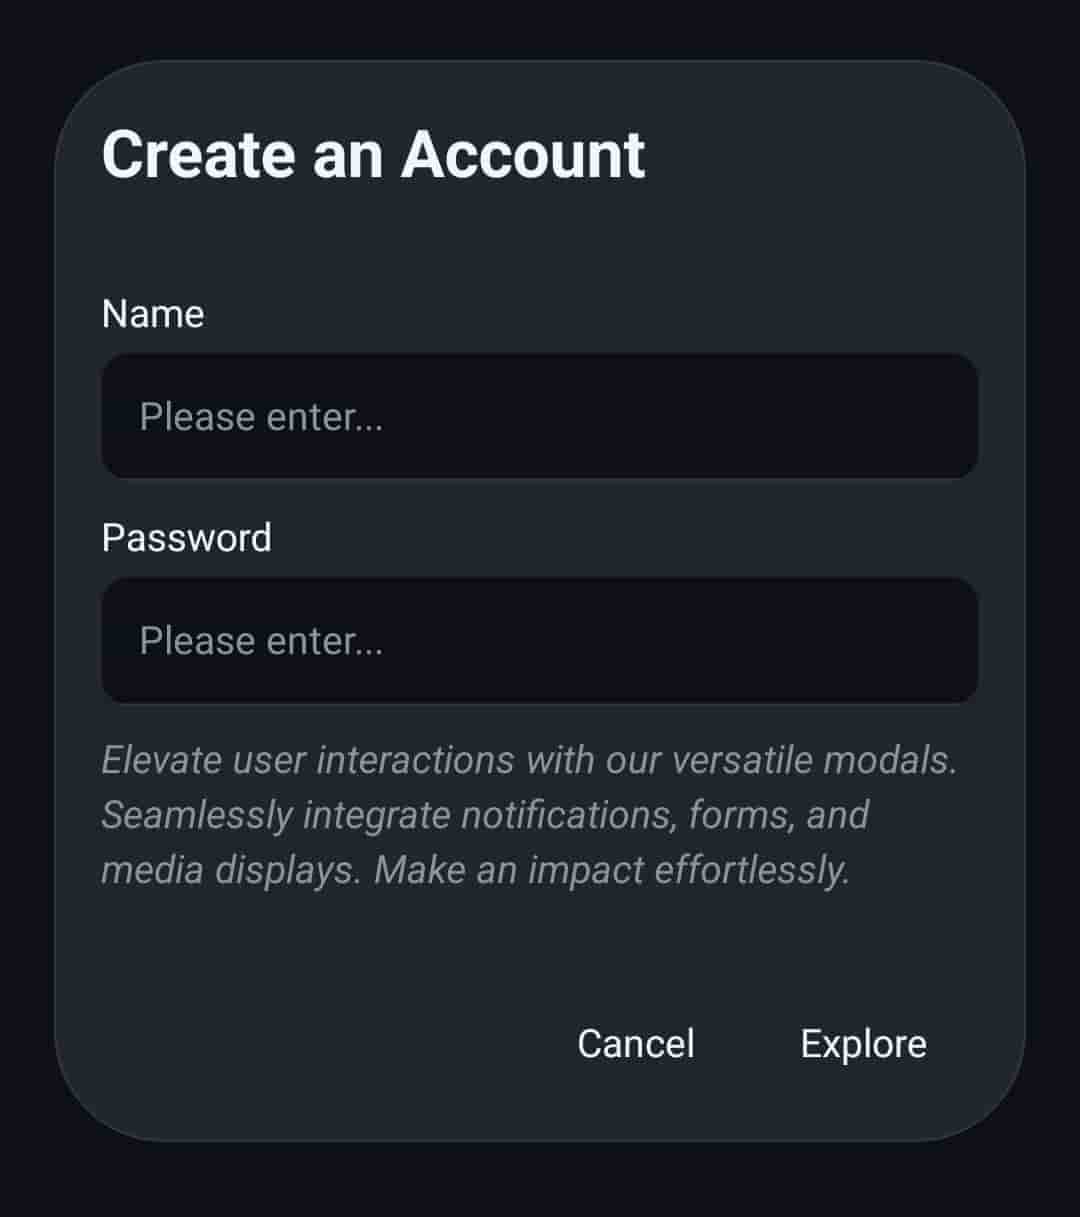 Create an Account
Name
Please enter...
Password
Please enter...
Elevate user interactions with our versatile modals.
Seamlessly integrate notifications, forms, and
media displays. Make an impact effortlessly.
Cancel Explore